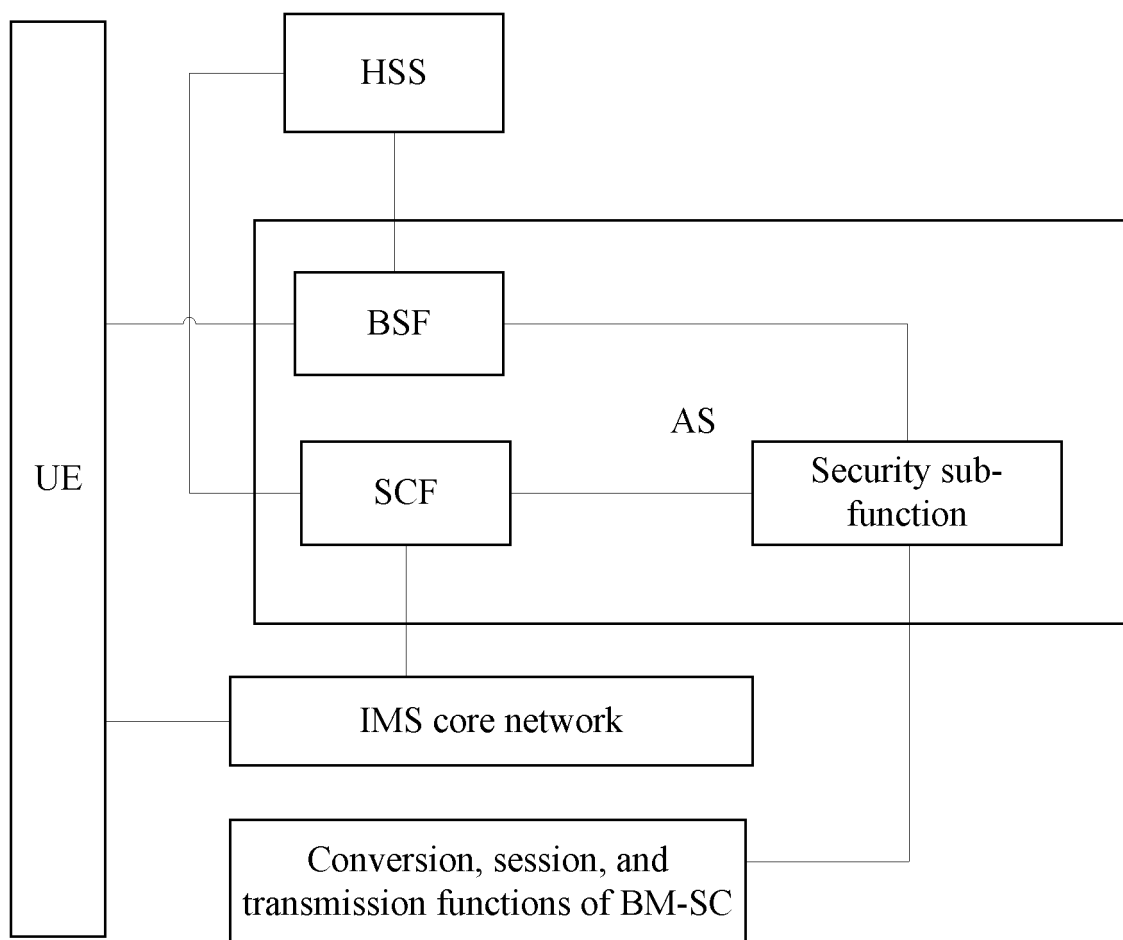 HSS
BSF
AS
UE
SCF
Security sub-
function
IMS core network
Conversion, session, and
transmission functions of BM-SC